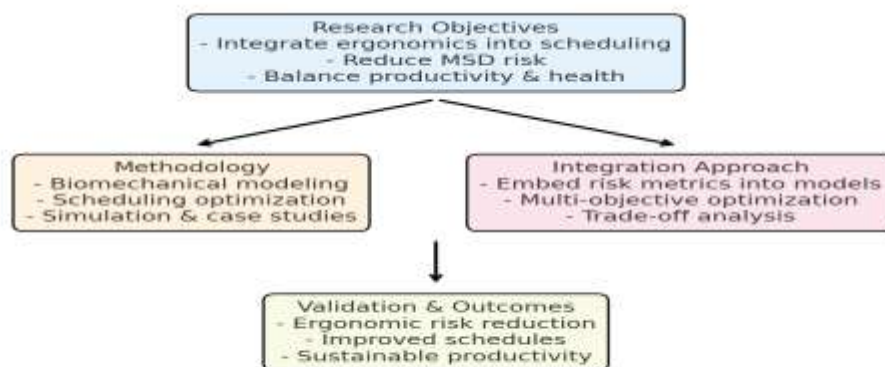 Research Objectives
- Integrate ergonomics into scheduling
- Reduce MSD risk
- Balance productivity & health
Methodology
- Biomechanical modeling
- Scheduling optimization
- Simulation & case studies
Integration Approach
- Embed risk metrics into models
- Multi-objective optimization
- Trade-off analysis
Validation & Outcomes
- Ergonomic risk reduction
- Improved schedules
- Sustainable productivity